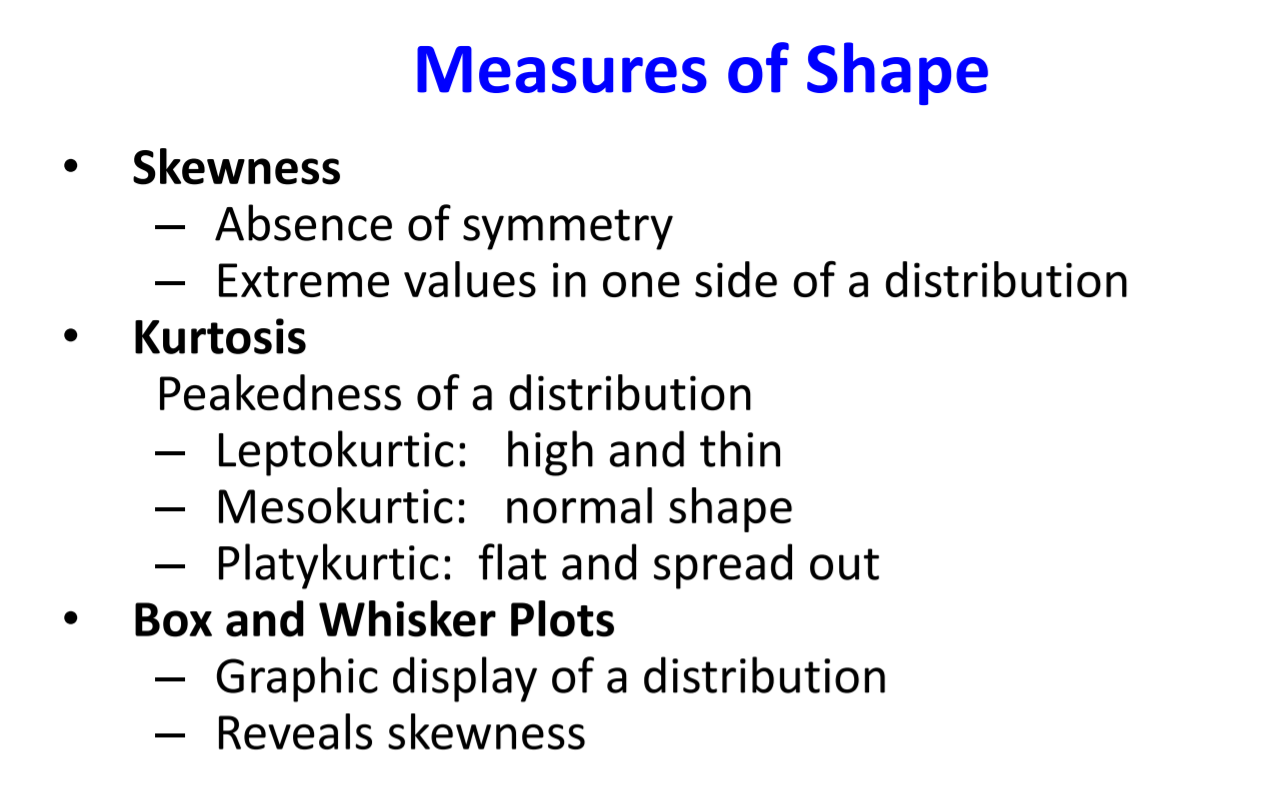 Measures of Shape
• Skewness
– Absence of symmetry
– Extreme values in one side of a distribution
• Kurtosis
Peakedness of a distribution
– Leptokurtic: high and thin
– Mesokurtic: normal shape
– Platykurtic: flat and spread out
• Box and Whisker Plots
– Graphic display of a distribution
– Reveals skewness